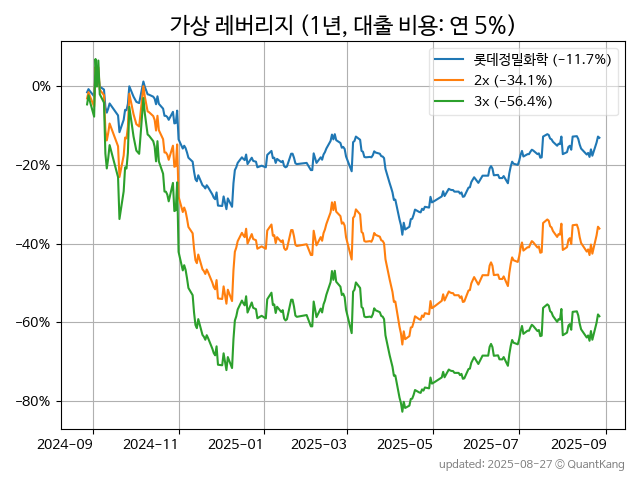 가상 레버리지 (1년, 대출 비용: 연 5%)
롯데정밀화학 (−11.7%)
2x (−34.1%)
3x (−56.4%)
0%
−20%
−40%
−60%
−80%
2024-09 2024-11 2025-01 2025-03 2025-05 2025-07 2025-09
updated: 2025-08-27 © QuantKang